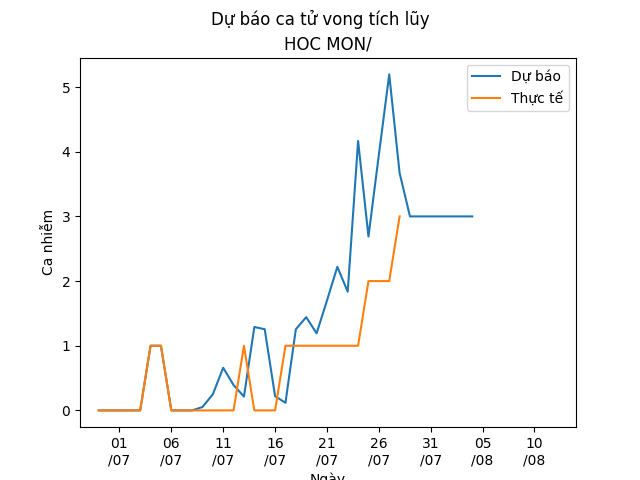 Dự báo ca tử vong tích lũy
HOC MON/
Dự báo
Thực tế
Ca nhiễm
5
4
3
2
1
0
01 06 11 16 21 26 31 05 10
/07 /07 /07 /07 /07 /07 /07 /08 /08
Ngày